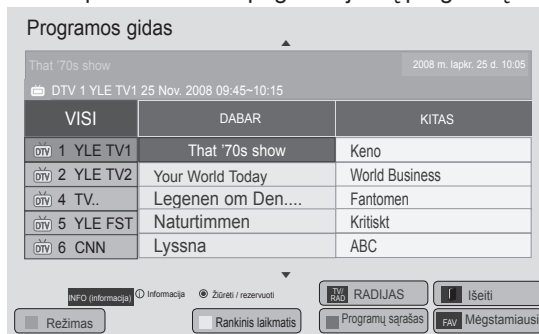 Programos gidas
That '70s show 2008 m. lapkr. 25 d. 10:05
DTV 1 YLE TV1 25 Nov. 2008 09:45~10:15
VISI DABAR KITAS
DTV 1 YLE TV1 That '70s show Keno
DTV 2 YLE TV2 Your World Today World Business
DTV 4 TV.. Legenen om Den.... Fantomen
DTV 5 YLE FST Naturtimmen Kritiskt
DTV 6 CNN Lyssna ABC
INFO (informacija) i Informacija Žiūrėti / rezervuoti TV/RAD RADIJAS Išeiti
Režimas Rankinis laikmatis Programų sąrašas FAV Mėgstamiausi